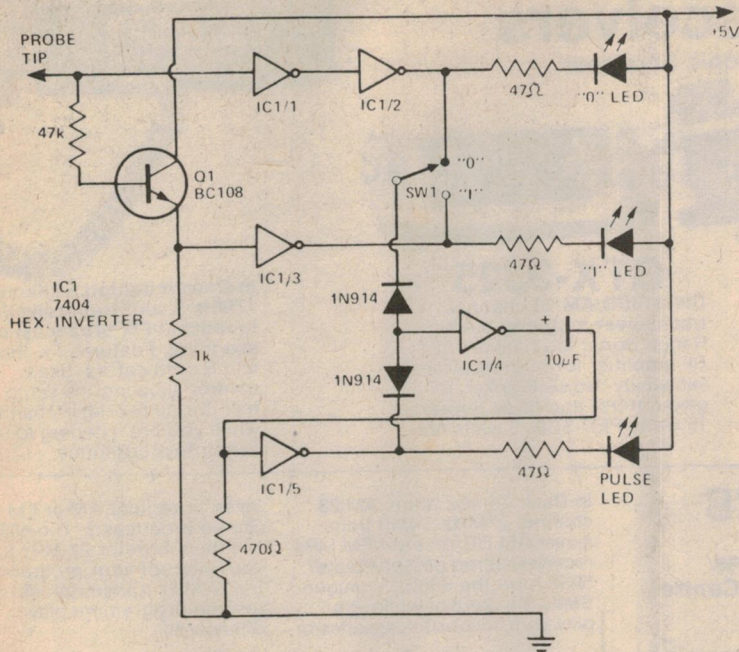 +5V
PROBE
TIP
IC1/1
IC1/2
47Ω
"0" LED
47k
Q1
BC108
"0"
SW1
"1"
IC1/3
47Ω
"1" LED
IC1
7404
HEX. INVERTER
1N914
1k
+
IC1/4
10µF
1N914
IC1/5
47Ω
PULSE
LED
470Ω